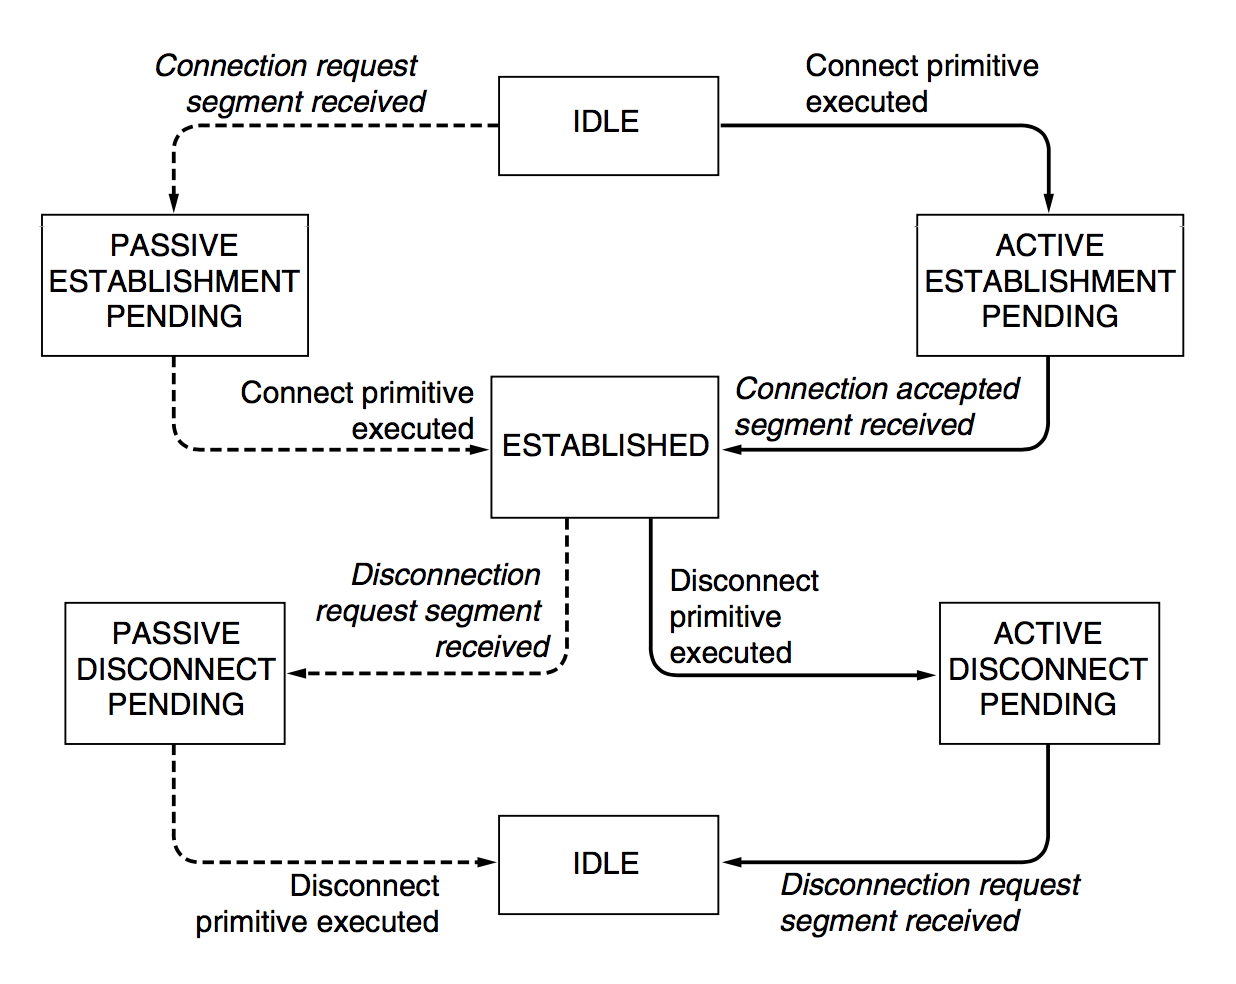 Connection request
segment received
IDLE
Connect primitive
executed
PASSIVE
ESTABLISHMENT
PENDING
ACTIVE
ESTABLISHMENT
PENDING
Connect primitive
executed
ESTABLISHED
Connection accepted
segment received
Disconnection
request segment
received
Disconnect
primitive
executed
PASSIVE
DISCONNECT
PENDING
ACTIVE
DISCONNECT
PENDING
IDLE
Disconnect
primitive executed
Disconnection request
segment received